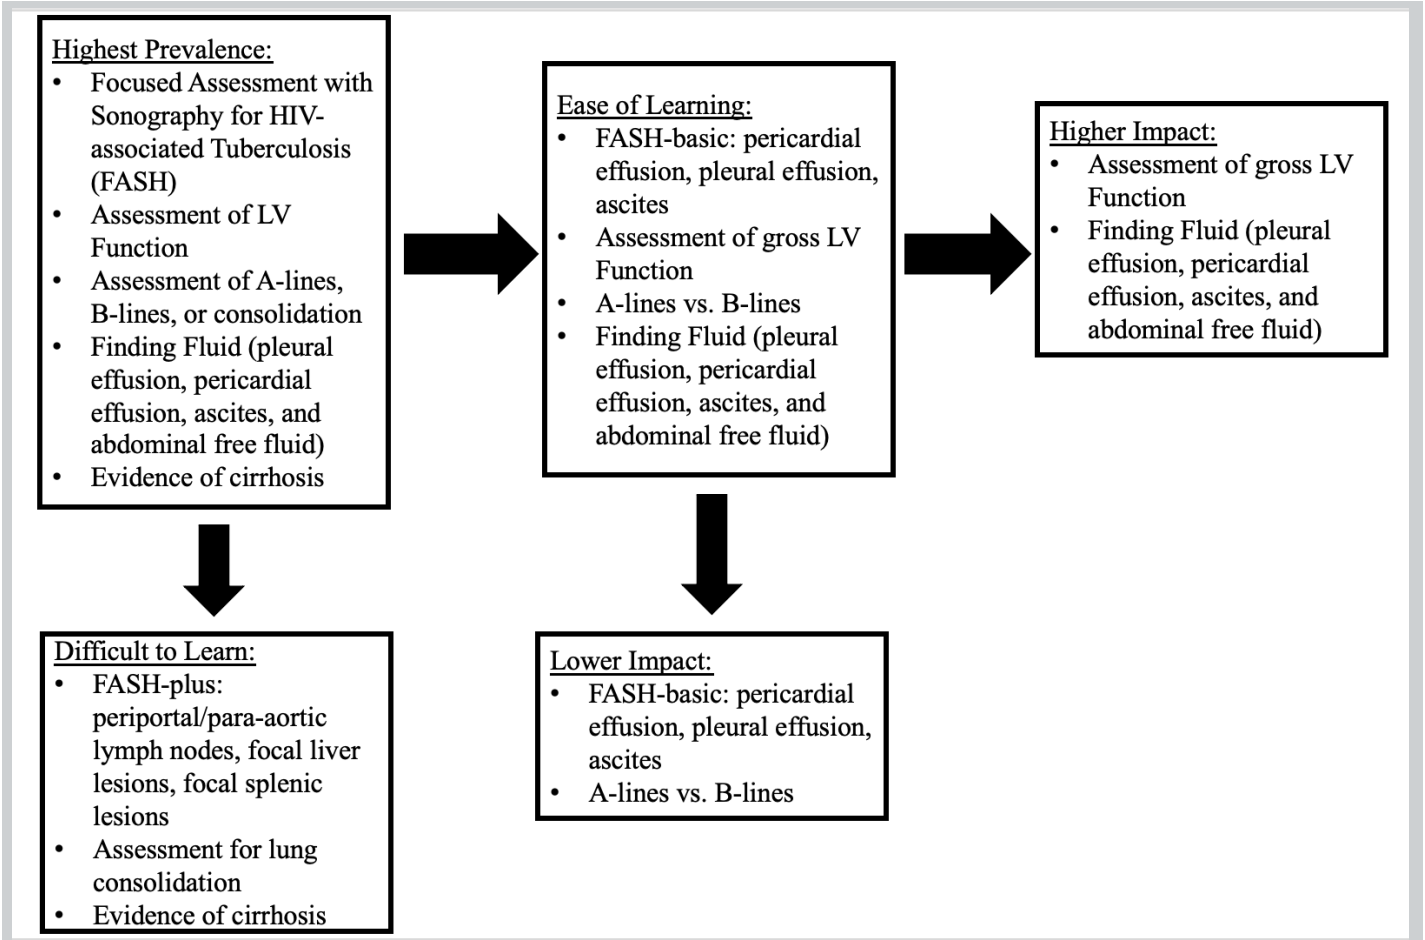 Highest Prevalence:
• Focused Assessment with
Sonography for HIV-
associated Tuberculosis
(FASH)
• Assessment of LV
Function
• Assessment of A-lines,
B-lines, or consolidation
• Finding Fluid (pleural
effusion, pericardial
effusion, ascites, and
abdominal free fluid)
• Evidence of cirrhosis
Ease of Learning:
• FASH-basic: pericardial
effusion, pleural effusion,
ascites
• Assessment of gross LV
Function
• A-lines vs. B-lines
• Finding Fluid (pleural
effusion, pericardial
effusion, ascites, and
abdominal free fluid)
Higher Impact:
• Assessment of gross LV
Function
• Finding Fluid (pleural
effusion, pericardial
effusion, ascites, and
abdominal free fluid)
Difficult to Learn:
• FASH-plus:
periportal/para-aortic
lymph nodes, focal liver
lesions, focal splenic
lesions
• Assessment for lung
consolidation
• Evidence of cirrhosis
Lower Impact:
• FASH-basic: pericardial
effusion, pleural effusion,
ascites
• A-lines vs. B-lines